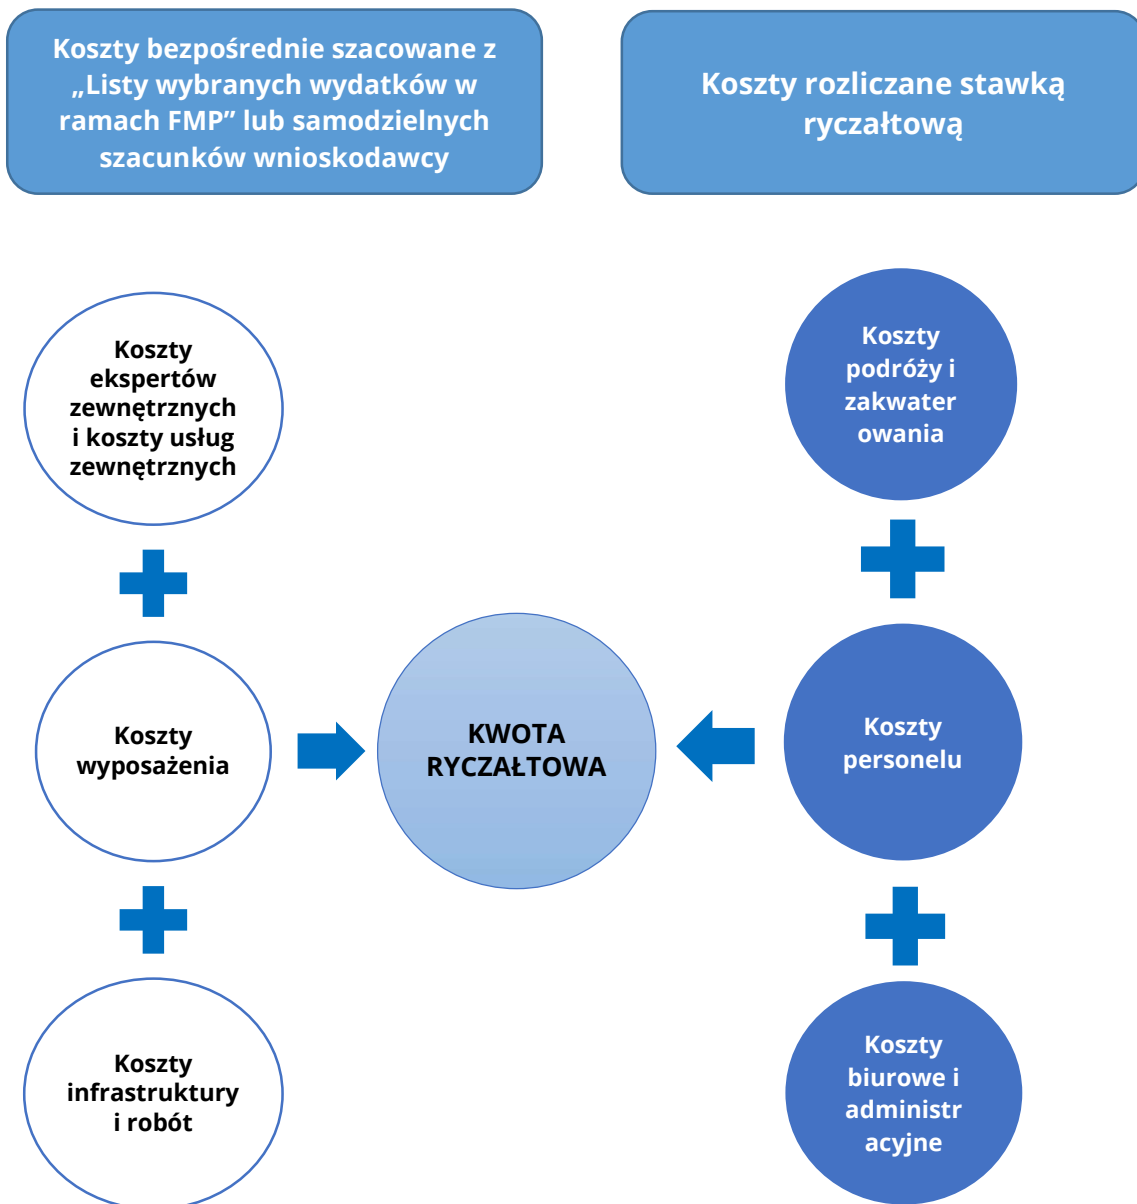 Koszty bezpośrednie szacowane z
„Listy wybranych wydatków w
ramach FMP” lub samodzielnych
szacunków wnioskodawcy
Koszty rozliczane stawką
ryczałtową
Koszty
ekspertów
zewnętrznych
i koszty usług
zewnętrznych
Koszty
podróży i
zakwater
owania
Koszty
wyposażenia
KWOTA
RYCZAŁTOWA
Koszty
personelu
Koszty
infrastruktury
i robót
Koszty
biurowe i
administr
acyjne